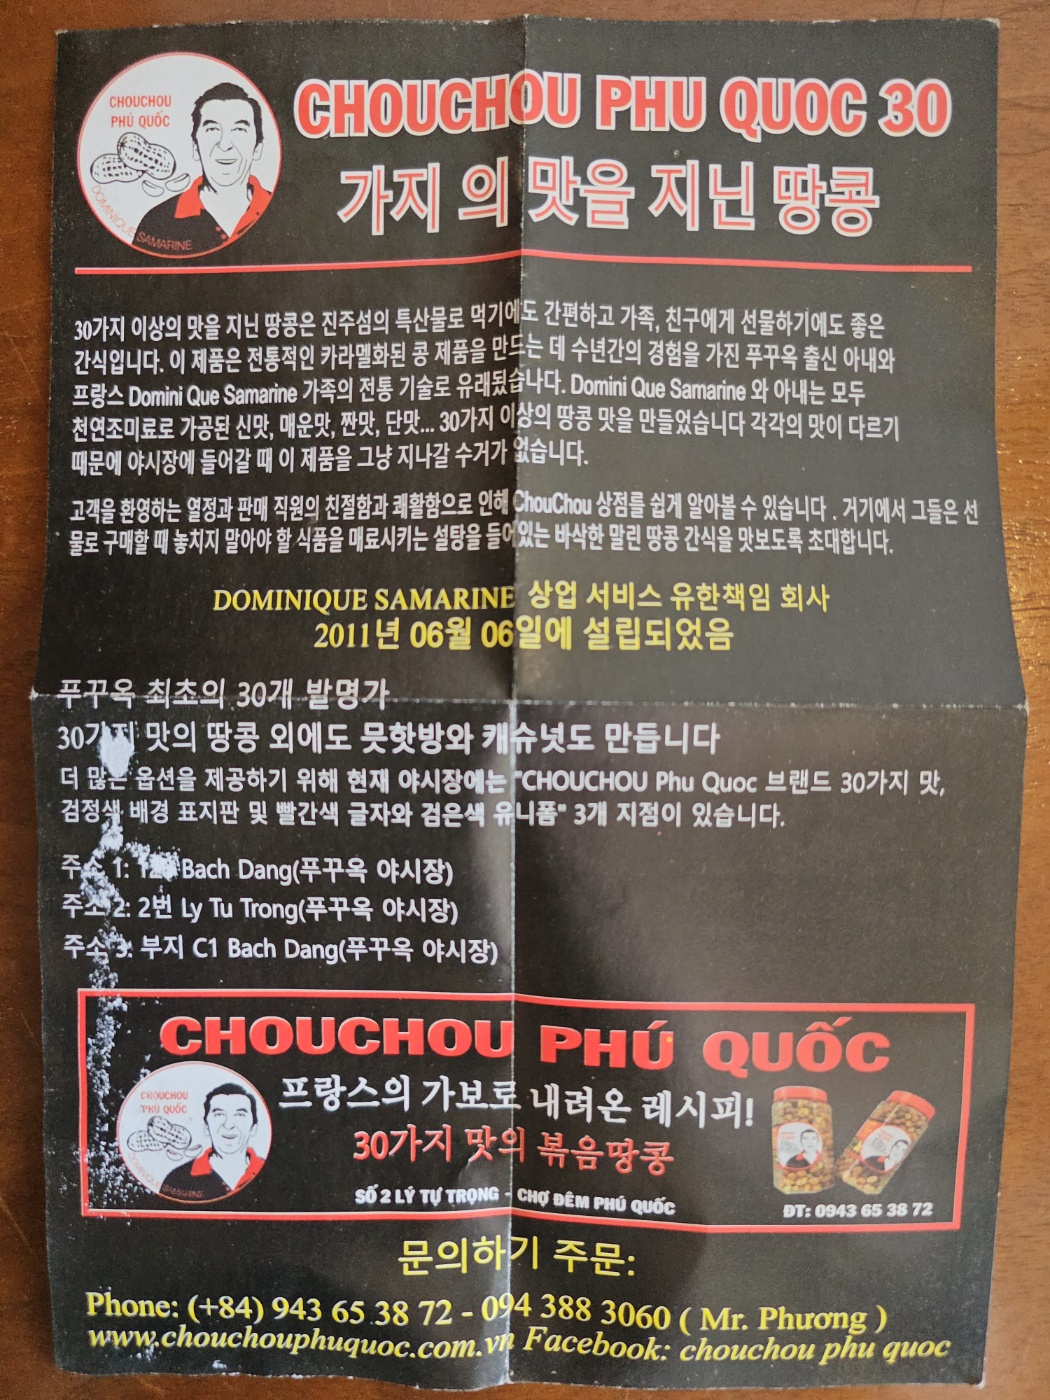 CHOUCHOU
PHÚ QUỐC
DOMINIQUE SAMARINE
CHOUCHOU PHU QUOC 30
가지 의 맛을 지닌 땅콩
30가지 이상의 맛을 지닌 땅콩은 진주섬의 특산물로 먹기에도 간편하고 가족, 친구에게 선물하기에도 좋은
간식입니다. 이 제품은 전통적인 카라멜화된 콩 제품을 만드는 데 수년간의 경험을 가진 푸꾸옥 출신 아내와
프랑스 Domini Que Samarine 가족의 전통 기술로 유래됬습나다. Domini Que Samarine 와 아내는 모두
천연조미료로 가공된 신맛, 매운맛, 짠맛, 단맛... 30가지 이상의 땅콩 맛을 만들었습니다 각각의 맛이 다르기
때문에 야시장에 들어갈 때 이 제품을 그냥 지나갈 수거가 없습니다.
고객을 환영하는 열정과 판매 직원의 친절함과 쾌활함으로 인해 ChouChou 상점을 쉽게 알아볼 수 있습니다 . 거기에서 그들은 선
물로 구매할 때 놓치지 말아야 할 식품을 매료시키는 설탕을 들어있는 바삭한 말린 땅콩 간식을 맛보도록 초대합니다.
DOMINIQUE SAMARINE 상업 서비스 유한책임 회사
2011년 06월 06일에 설립되었음
푸꾸옥 최초의 30개 발명가
30가지 맛의 땅콩 외에도 믓핫방와 캐슈넛도 만듭니다
더 많은 옵션을 제공하기 위해 현재 야시장에는 "CHOUCHOU Phu Quoc 브랜드 30가지 맛,
검정색 배경 표지판 및 빨간색 글자와 검은색 유니폼" 3개 지점이 있습니다.
주소 1: Bach Dang(푸꾸옥 야시장)
주소 2: 2번 Ly Tu Trong(푸꾸옥 야시장)
주소 3: 부지 C1 Bach Dang(푸꾸옥 야시장)
CHOUCHOU PHÚ QUỐC
CHOUCHOU
PHÚ QUỐC
DOMINIQUE SAMARINE
프랑스의 가보로 내려온 레시피!
30가지 맛의 볶음땅콩
SỐ 2 LÝ TỰ TRỌNG - CHỢ ĐÊM PHÚ QUỐC
ĐT: 0943 65 38 72
문의하기 주문:
Phone: (+84) 943 65 38 72 - 094 388 3060 ( Mr. Phương )
www.chouchouphuquoc.com.vn Facebook: chouchou phu quoc